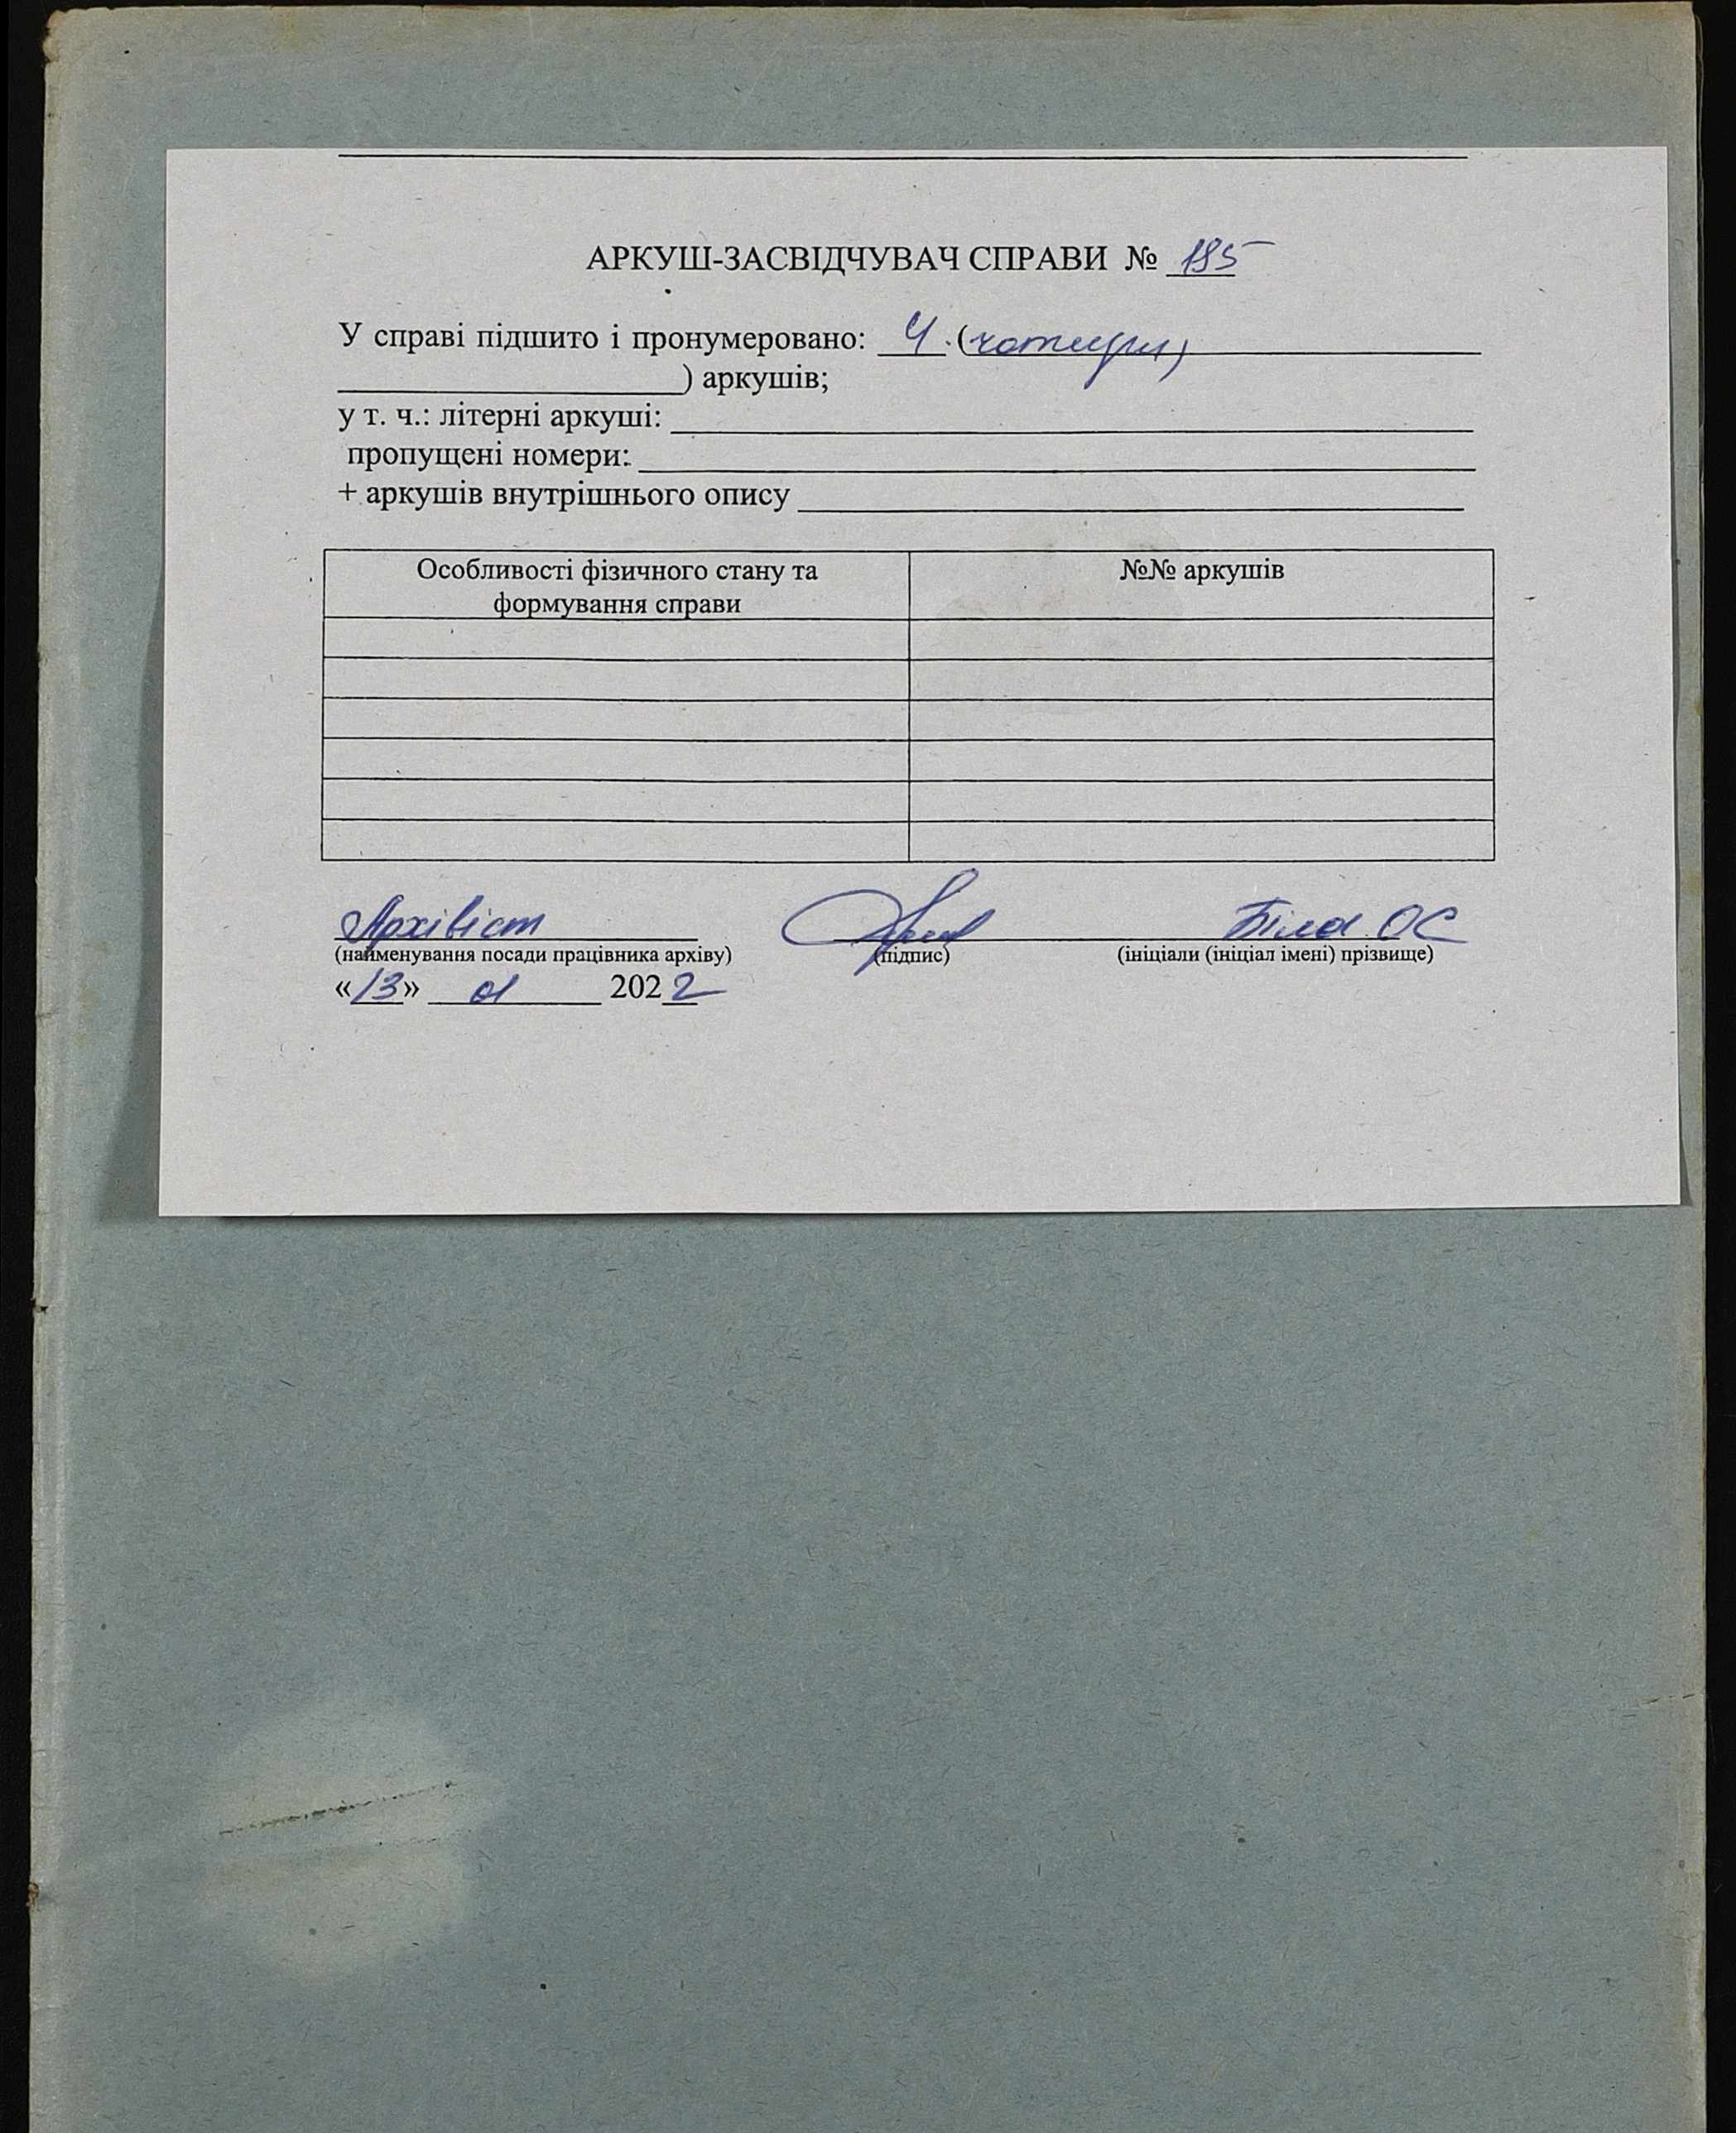 АРКУШ-ЗАСВІДЧУВАЧ СПРАВИ № 185
У справі підшито і пронумеровано: 4 (чотири)
) аркушів;
у т. ч.: літерні аркуші:
пропущені номери:
+ аркушів внутрішнього опису
Особливості фізичного стану та формування справи №№ аркушів
Архівіст Біла ОС
(найменування посади працівника архіву) (підпис) (ініціали (ініціал імені) прізвище)
«13» 01 2022